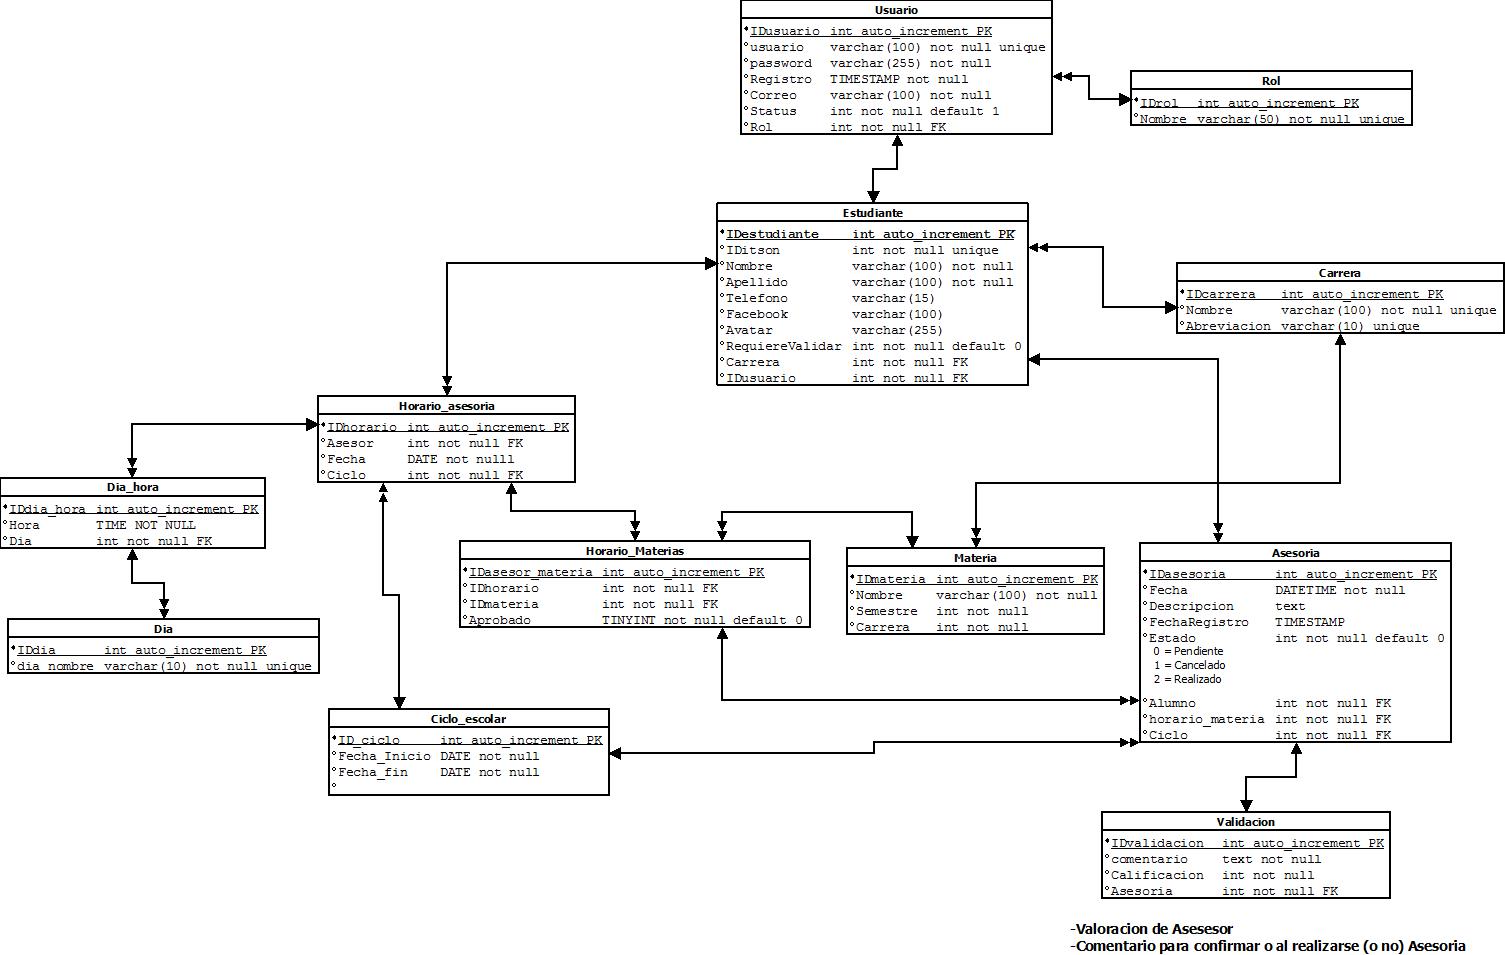 Usuario
IDusuario int auto_increment PK
usuario varchar(100) not null unique
password varchar(255) not null
Registro TIMESTAMP not null
Correo varchar(100) not null
Status int not null default 1
Rol int not null FK
Rol
IDrol int auto_increment PK
Nombre varchar(50) not null unique
Estudiante
IDestudiante int auto_increment PK
IDitson int not null unique
Nombre varchar(100) not null
Apellido varchar(100) not null
Telefono varchar(15)
Facebook varchar(100)
Avatar varchar(255)
RequiereValidar int not null default 0
Carrera int not null FK
IDusuario int not null FK
Carrera
IDcarrera int auto_increment PK
Nombre varchar(100) not null unique
Abreviacion varchar(10) unique
Horario_asesoria
IDhorario int auto_increment PK
Asesor int not null FK
Fecha DATE not nulll
Ciclo int not null FK
Dia_hora
IDdia_hora int auto_increment PK
Hora TIME NOT NULL
Dia int not null FK
Horario_Materias
IDasesor_materia int auto_increment PK
IDhorario int not null FK
IDmateria int not null FK
Aprobado TINYINT not null default 0
Materia
IDmateria int auto_increment PK
Nombre varchar(100) not null
Semestre int not null
Carrera int not null
Asesoria
IDasesoria int auto_increment PK
Fecha DATETIME not null
Descripcion text
FechaRegistro TIMESTAMP
Estado int not null default 0
0 = Pendiente
1 = Cancelado
2 = Realizado
Alumno int not null FK
horario_materia int not null FK
Ciclo int not null FK
Dia
IDdia int auto_increment PK
dia_nombre varchar(10) not null unique
Ciclo_escolar
ID_ciclo int auto_increment PK
Fecha_Inicio DATE not null
Fecha_fin DATE not null
Validacion
IDvalidacion int auto_increment PK
comentario text not null
Calificacion int not null
Asesoria int not null FK
-Valoracion de Asesesor
-Comentario para confirmar o al realizarse (o no) Asesoria